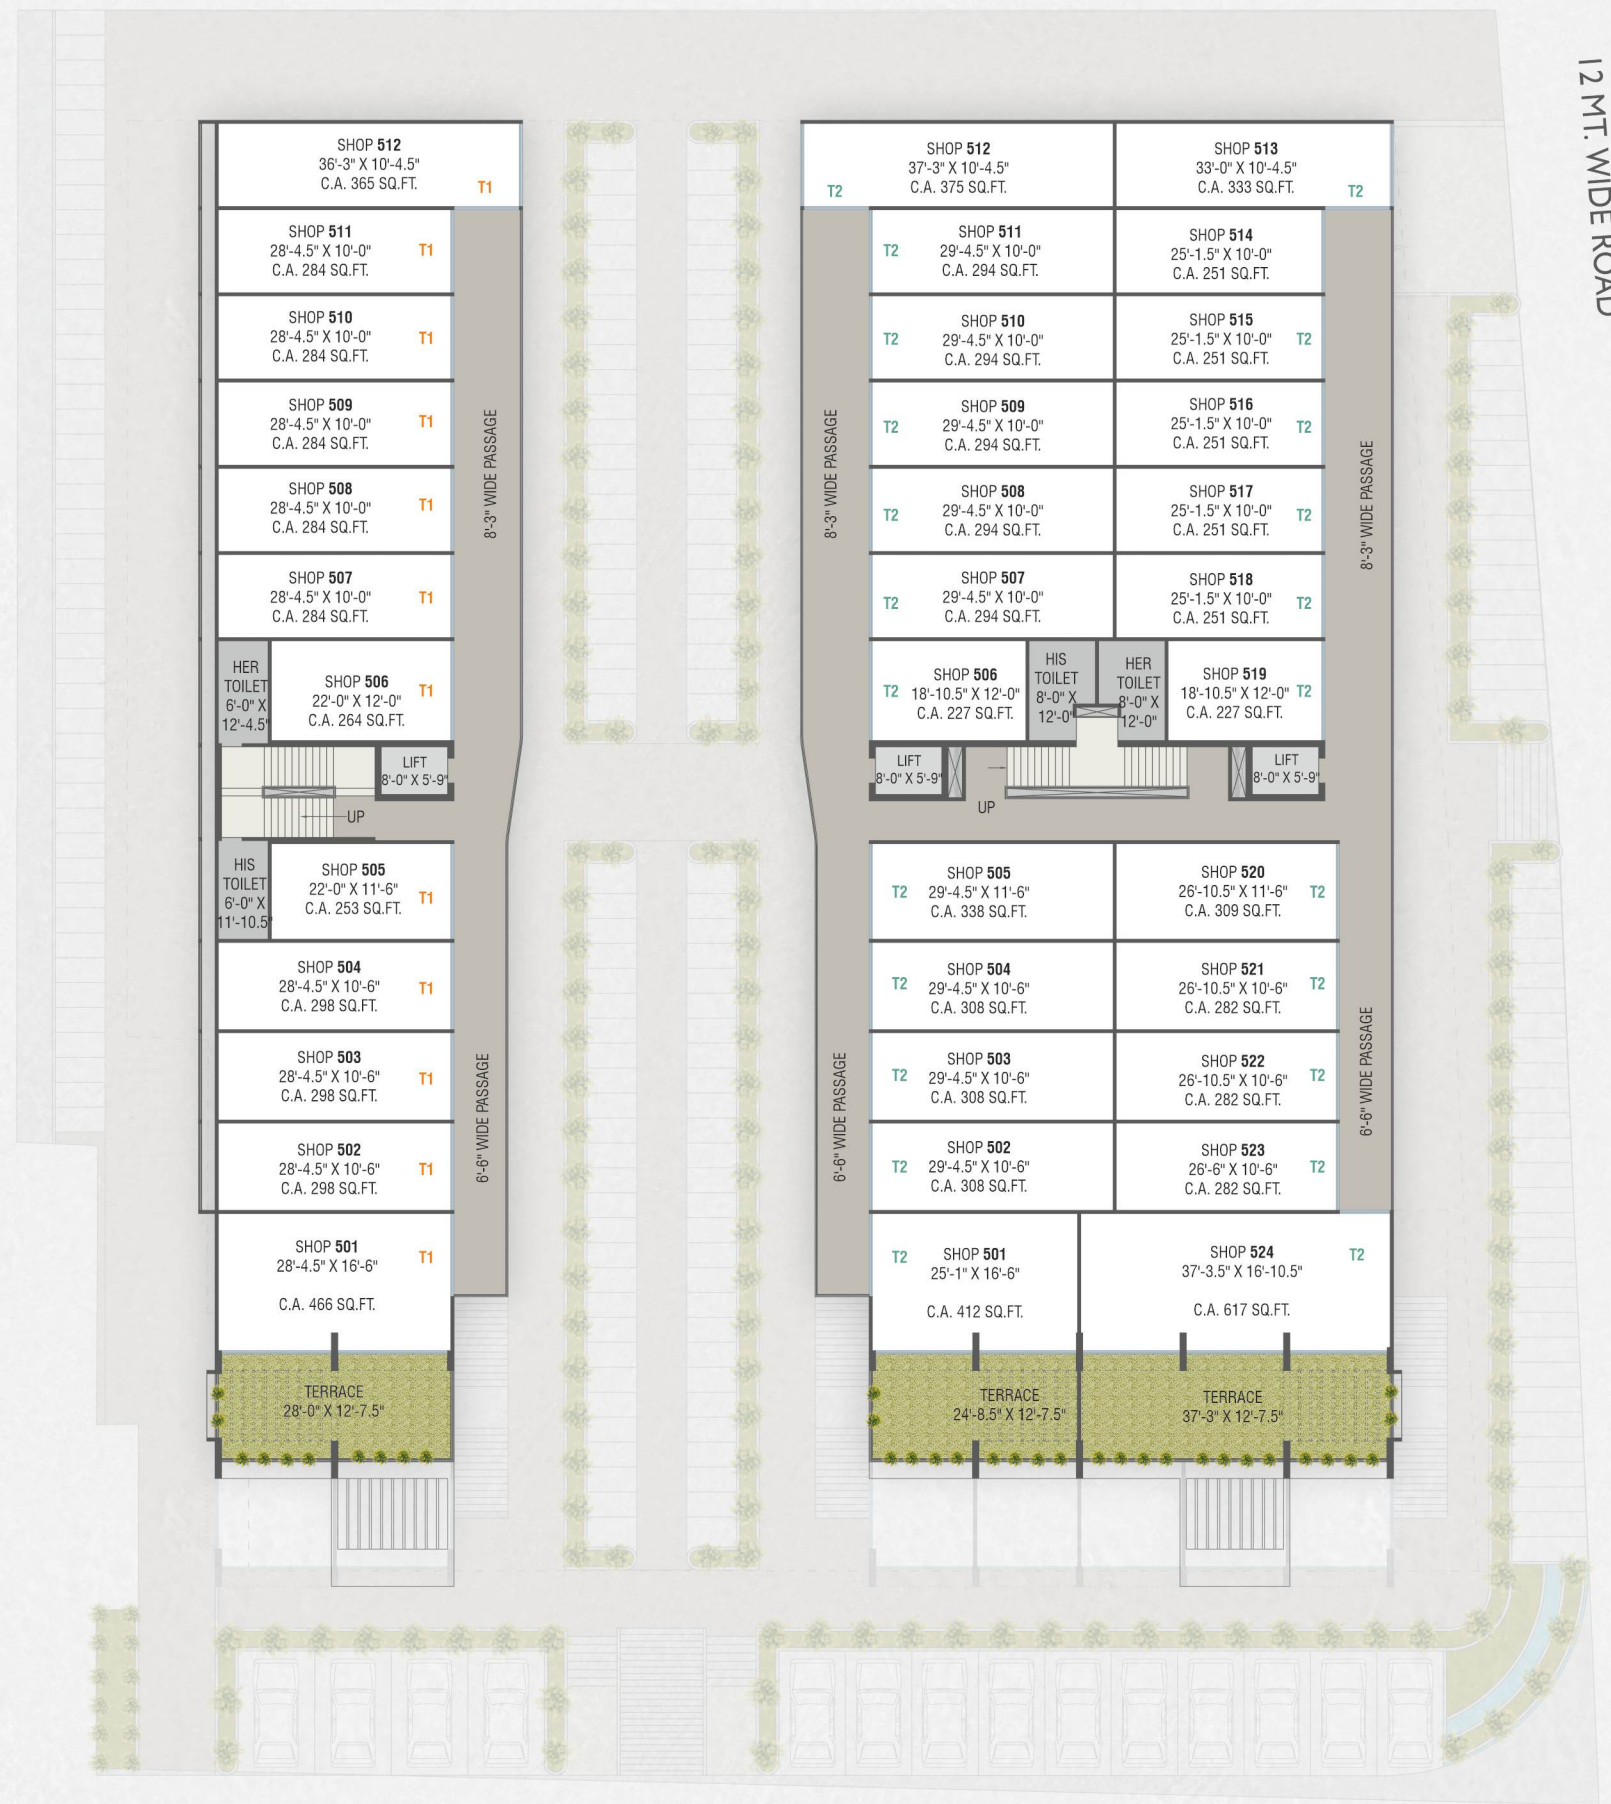 12 MT. WIDE ROAD
SHOP 512
36'-3" X 10'-4.5"
C.A. 365 SQ.FT.
T1
SHOP 511
28'-4.5" X 10'-0"
C.A. 284 SQ.FT.
T1
SHOP 510
28'-4.5" X 10'-0"
C.A. 284 SQ.FT.
T1
SHOP 509
28'-4.5" X 10'-0"
C.A. 284 SQ.FT.
T1
SHOP 508
28'-4.5" X 10'-0"
C.A. 284 SQ.FT.
T1
SHOP 507
28'-4.5" X 10'-0"
C.A. 284 SQ.FT.
T1
8'-3" WIDE PASSAGE
HER
TOILET
6'-0" X
12'-4.5"
SHOP 506
22'-0" X 12'-0"
C.A. 264 SQ.FT.
T1
LIFT
8'-0" X 5'-9"
UP
HIS
TOILET
6'-0" X
11'-10.5"
SHOP 505
22'-0" X 11'-6"
C.A. 253 SQ.FT.
T1
SHOP 504
28'-4.5" X 10'-6"
C.A. 298 SQ.FT.
T1
SHOP 503
28'-4.5" X 10'-6"
C.A. 298 SQ.FT.
T1
SHOP 502
28'-4.5" X 10'-6"
C.A. 298 SQ.FT.
T1
6'-6" WIDE PASSAGE
SHOP 501
28'-4.5" X 16'-6"
C.A. 466 SQ.FT.
T1
TERRACE
28'-0" X 12'-7.5"
SHOP 512
37'-3" X 10'-4.5"
C.A. 375 SQ.FT.
T2
SHOP 513
33'-0" X 10'-4.5"
C.A. 333 SQ.FT.
T2
T2
SHOP 511
29'-4.5" X 10'-0"
C.A. 294 SQ.FT.
SHOP 514
25'-1.5" X 10'-0"
C.A. 251 SQ.FT.
T2
SHOP 510
29'-4.5" X 10'-0"
C.A. 294 SQ.FT.
SHOP 515
25'-1.5" X 10'-0"
C.A. 251 SQ.FT.
T2
T2
SHOP 509
29'-4.5" X 10'-0"
C.A. 294 SQ.FT.
SHOP 516
25'-1.5" X 10'-0"
C.A. 251 SQ.FT.
T2
T2
SHOP 508
29'-4.5" X 10'-0"
C.A. 294 SQ.FT.
SHOP 517
25'-1.5" X 10'-0"
C.A. 251 SQ.FT.
T2
T2
SHOP 507
29'-4.5" X 10'-0"
C.A. 294 SQ.FT.
SHOP 518
25'-1.5" X 10'-0"
C.A. 251 SQ.FT.
T2
8'-3" WIDE PASSAGE
8'-3" WIDE PASSAGE
T2
SHOP 506
18'-10.5" X 12'-0"
C.A. 227 SQ.FT.
HIS
TOILET
8'-0" X
12'-0"
HER
TOILET
8'-0" X
12'-0"
SHOP 519
18'-10.5" X 12'-0"
C.A. 227 SQ.FT.
T2
LIFT
8'-0" X 5'-9"
UP
LIFT
8'-0" X 5'-9"
T2
SHOP 505
29'-4.5" X 11'-6"
C.A. 338 SQ.FT.
SHOP 520
26'-10.5" X 11'-6"
C.A. 309 SQ.FT.
T2
T2
SHOP 504
29'-4.5" X 10'-6"
C.A. 308 SQ.FT.
SHOP 521
26'-10.5" X 10'-6"
C.A. 282 SQ.FT.
T2
T2
SHOP 503
29'-4.5" X 10'-6"
C.A. 308 SQ.FT.
SHOP 522
26'-10.5" X 10'-6"
C.A. 282 SQ.FT.
T2
T2
SHOP 502
29'-4.5" X 10'-6"
C.A. 308 SQ.FT.
SHOP 523
26'-6" X 10'-6"
C.A. 282 SQ.FT.
T2
6'-6" WIDE PASSAGE
6'-6" WIDE PASSAGE
T2
SHOP 501
25'-1" X 16'-6"
C.A. 412 SQ.FT.
SHOP 524
37'-3.5" X 16'-10.5"
C.A. 617 SQ.FT.
T2
TERRACE
24'-8.5" X 12'-7.5"
TERRACE
37'-3" X 12'-7.5"